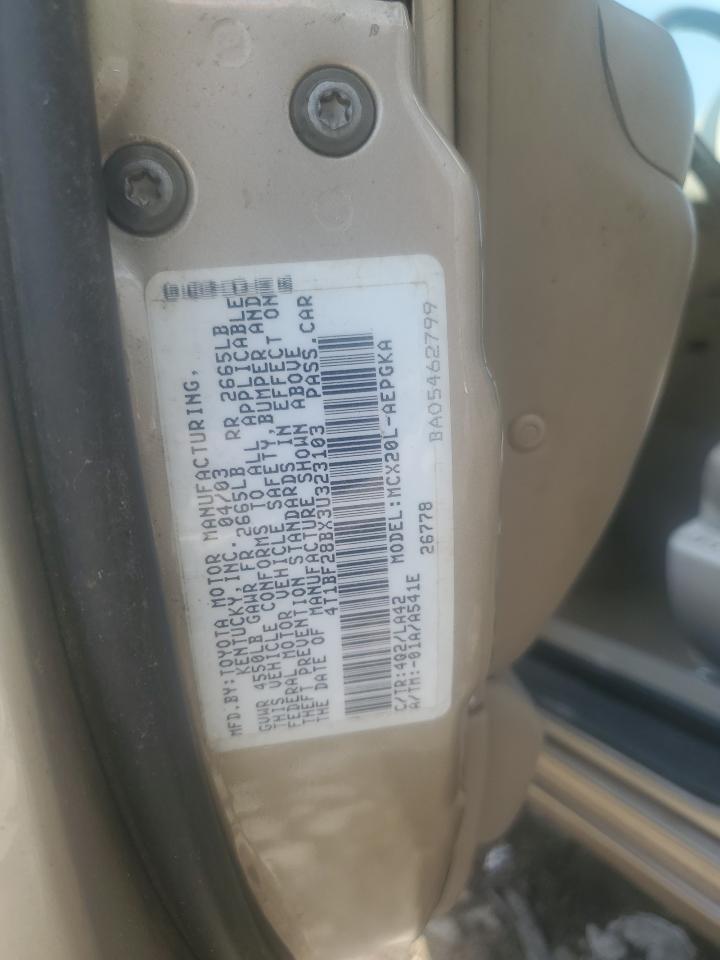 MFD.BY:TOYOTA MOTOR MANUFACTURING,
KENTUCKY,INC. 04/03
GVWR 4550LB GAWR FR 2665LB RR 2665LB
THIS VEHICLE CONFORMS TO ALL APPLICABLE
FEDERAL MOTOR VEHICLE SAFETY,BUMPER AND
THEFT PREVENTION STANDARDS IN EFFECT ON
THE DATE OF MANUFACTURE SHOWN ABOVE
4T1BF28BX3U323103 PASS. CAR
C/TR:4Q2/LA42 MODEL:MCX20L-AEPGKA
A/TM:-01A/A541E 26778
BA05462799